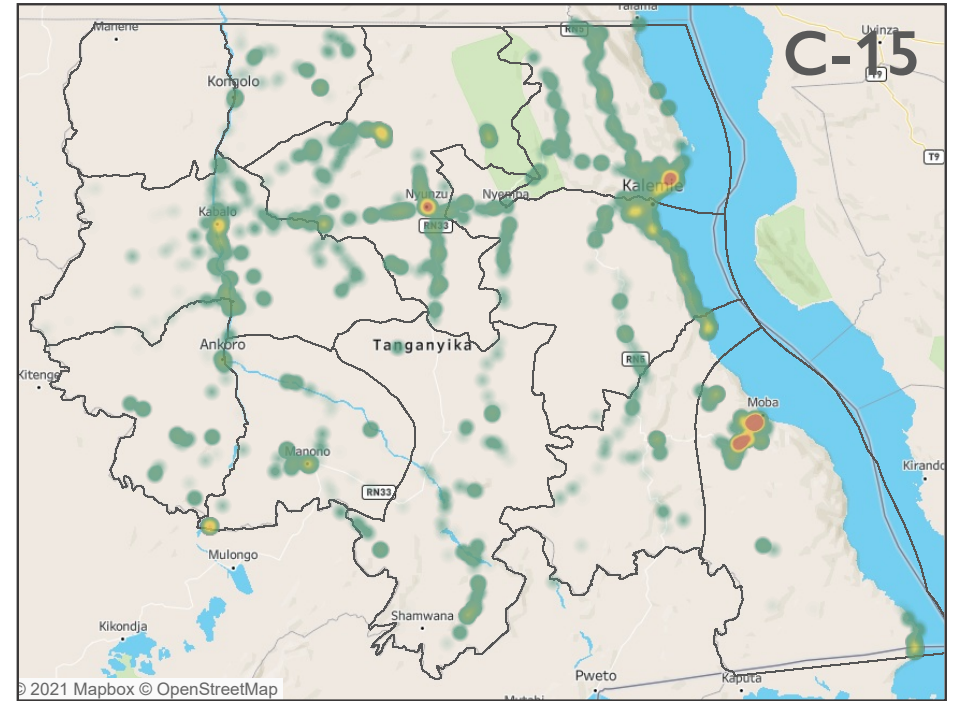 Manene
RN5
C-15
Uvinza
T9
Kongolo
T9
Kalemie
Nyunzu
Nyemba
Kabalo
RN33
Ankoro
Tanganyika
Kitenge
RN5
Moba
Manono
Kirando
RN33
Mulongo
Shamwana
Kikondja
Pweto
Kaputa
© 2021 Mapbox © OpenStreetMap